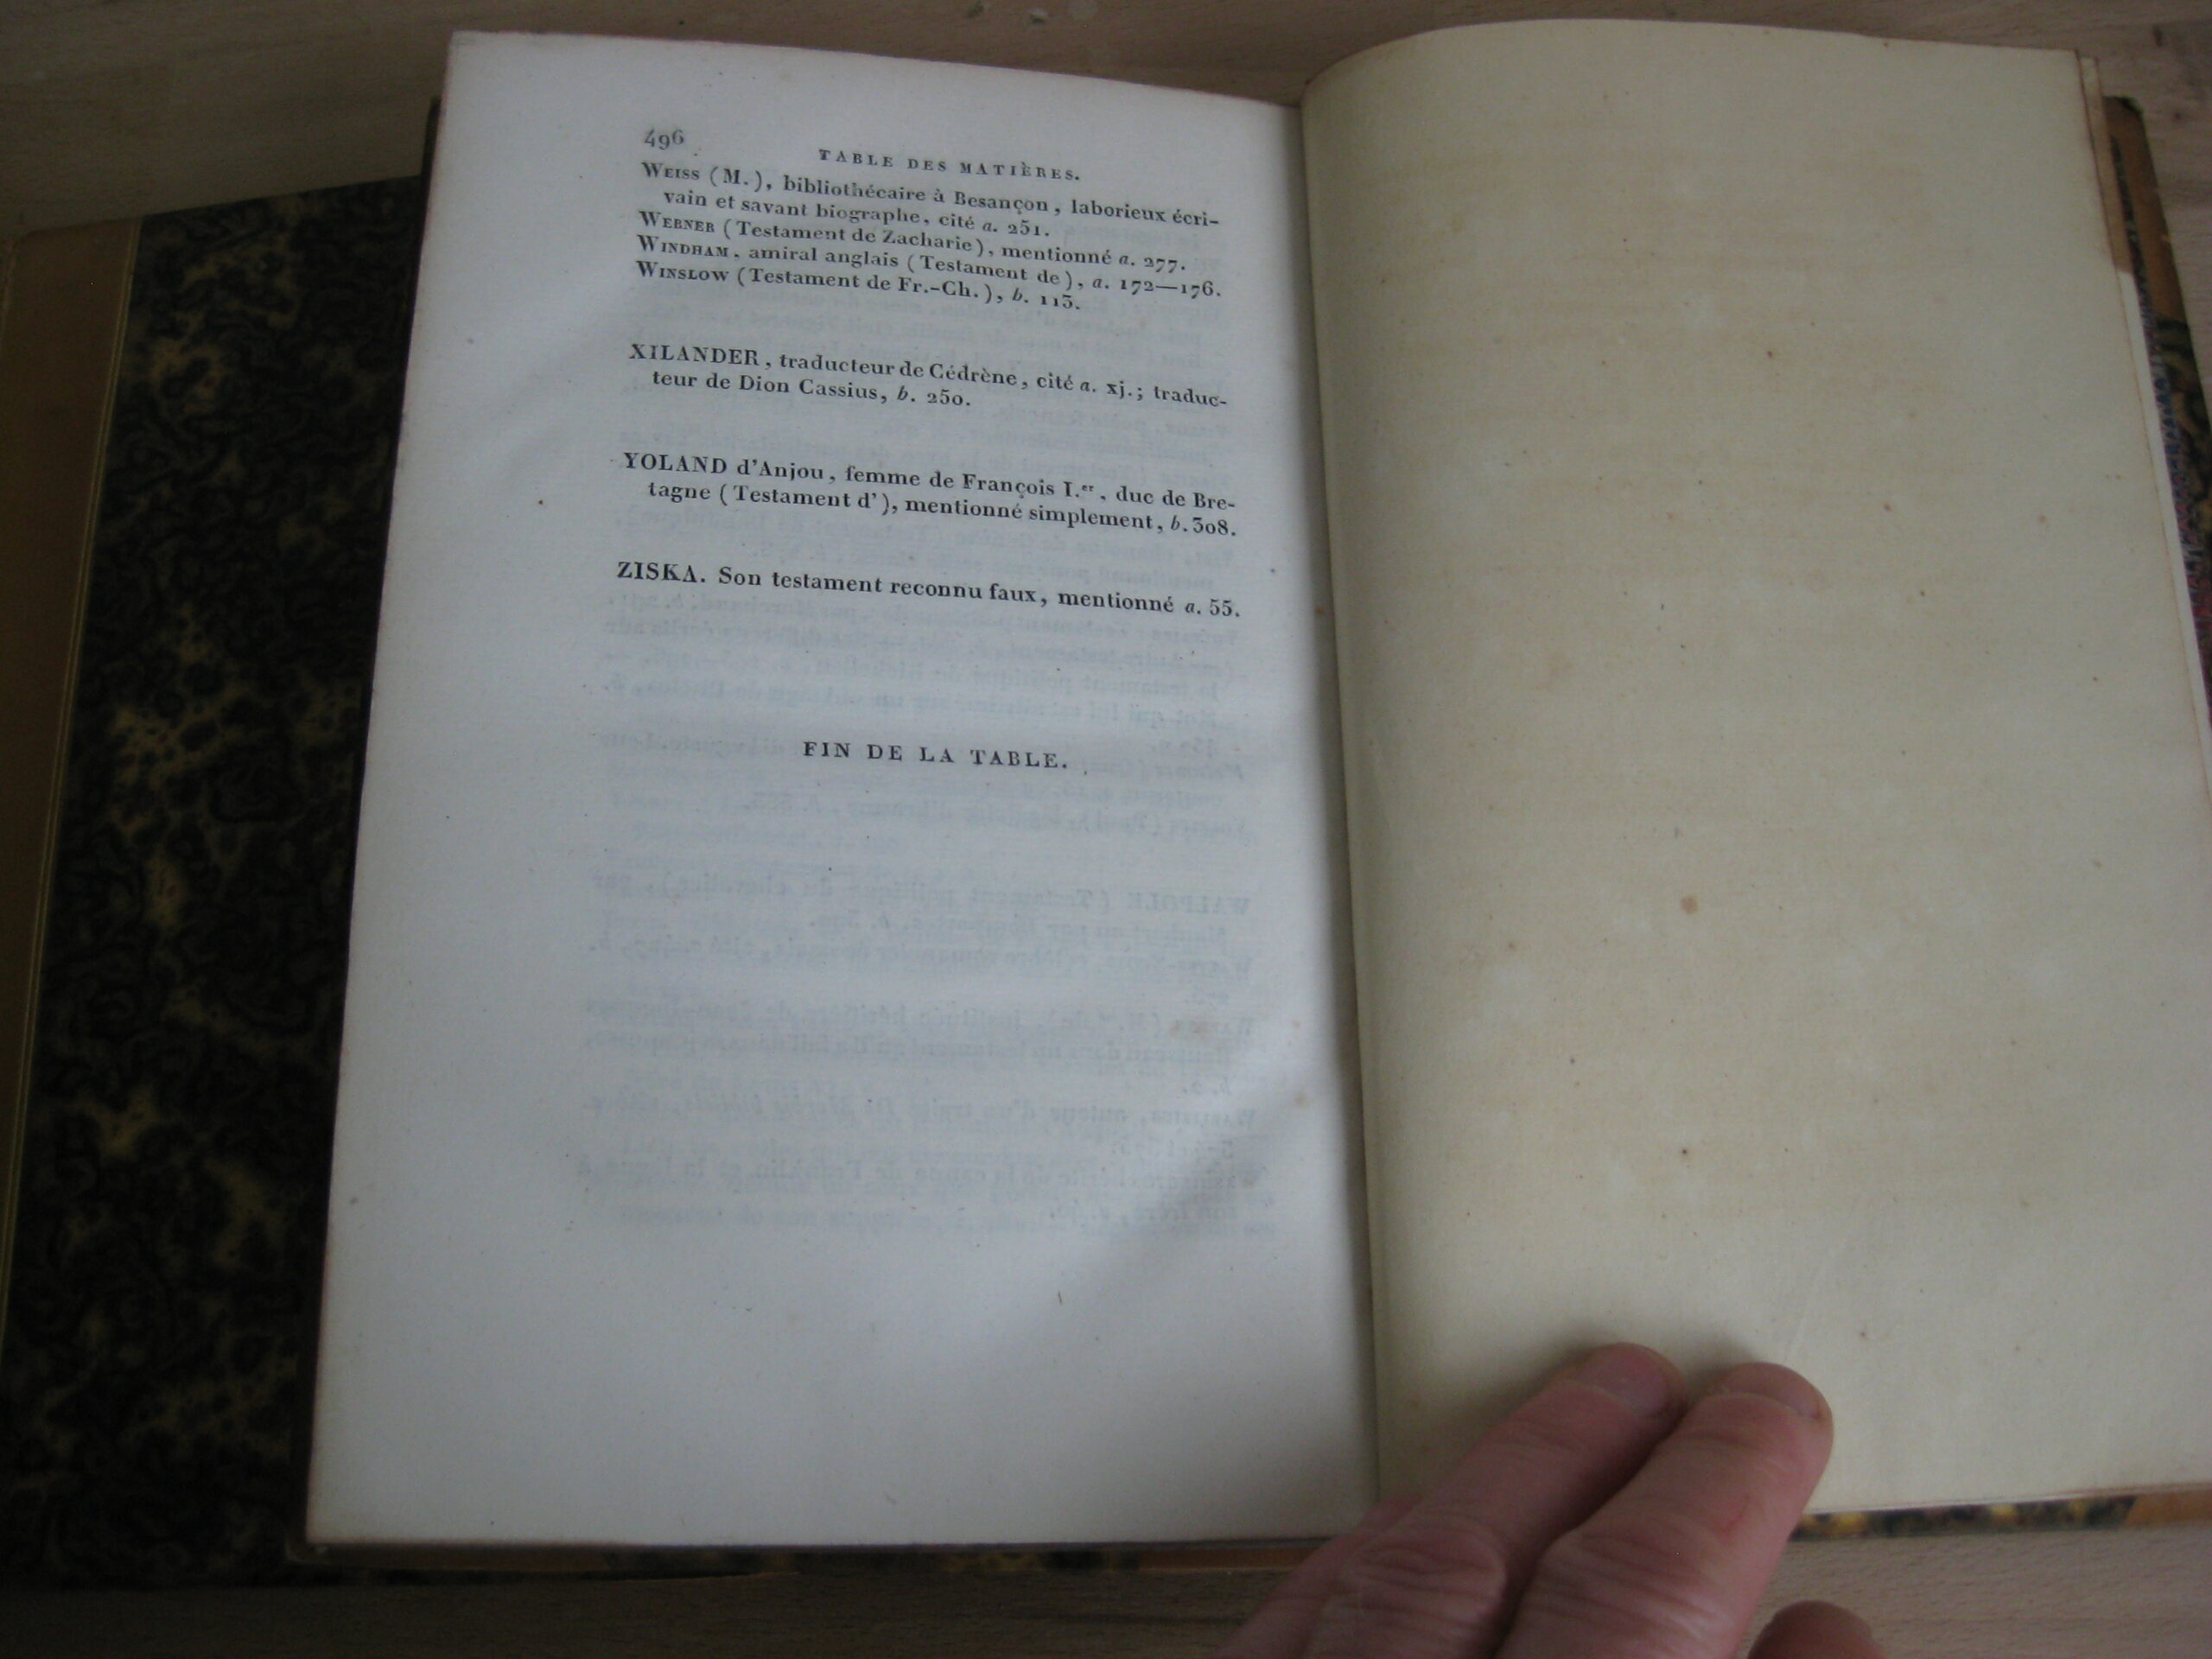 496
TABLE DES MATIÈRES.
WEISS (M.), bibliothécaire à Besançon, laborieux écri-
vain et savant biographe, cité a. 251.
WERNER (Testament de Zacharie), mentionné a. 277.
WINDHAM, amiral anglais (Testament de), a. 172—176.
WINSLOW (Testament de Fr.-Ch.), b. 113.
XILANDER, traducteur de Cédrène, cité a. xj.; traduc-
teur de Dion Cassius, b. 250.
YOLAND d'Anjou, femme de François I.er, duc de Bre-
tagne (Testament d'), mentionné simplement, b. 308.
ZISKA. Son testament reconnu faux, mentionné a. 55.
FIN DE LA TABLE.